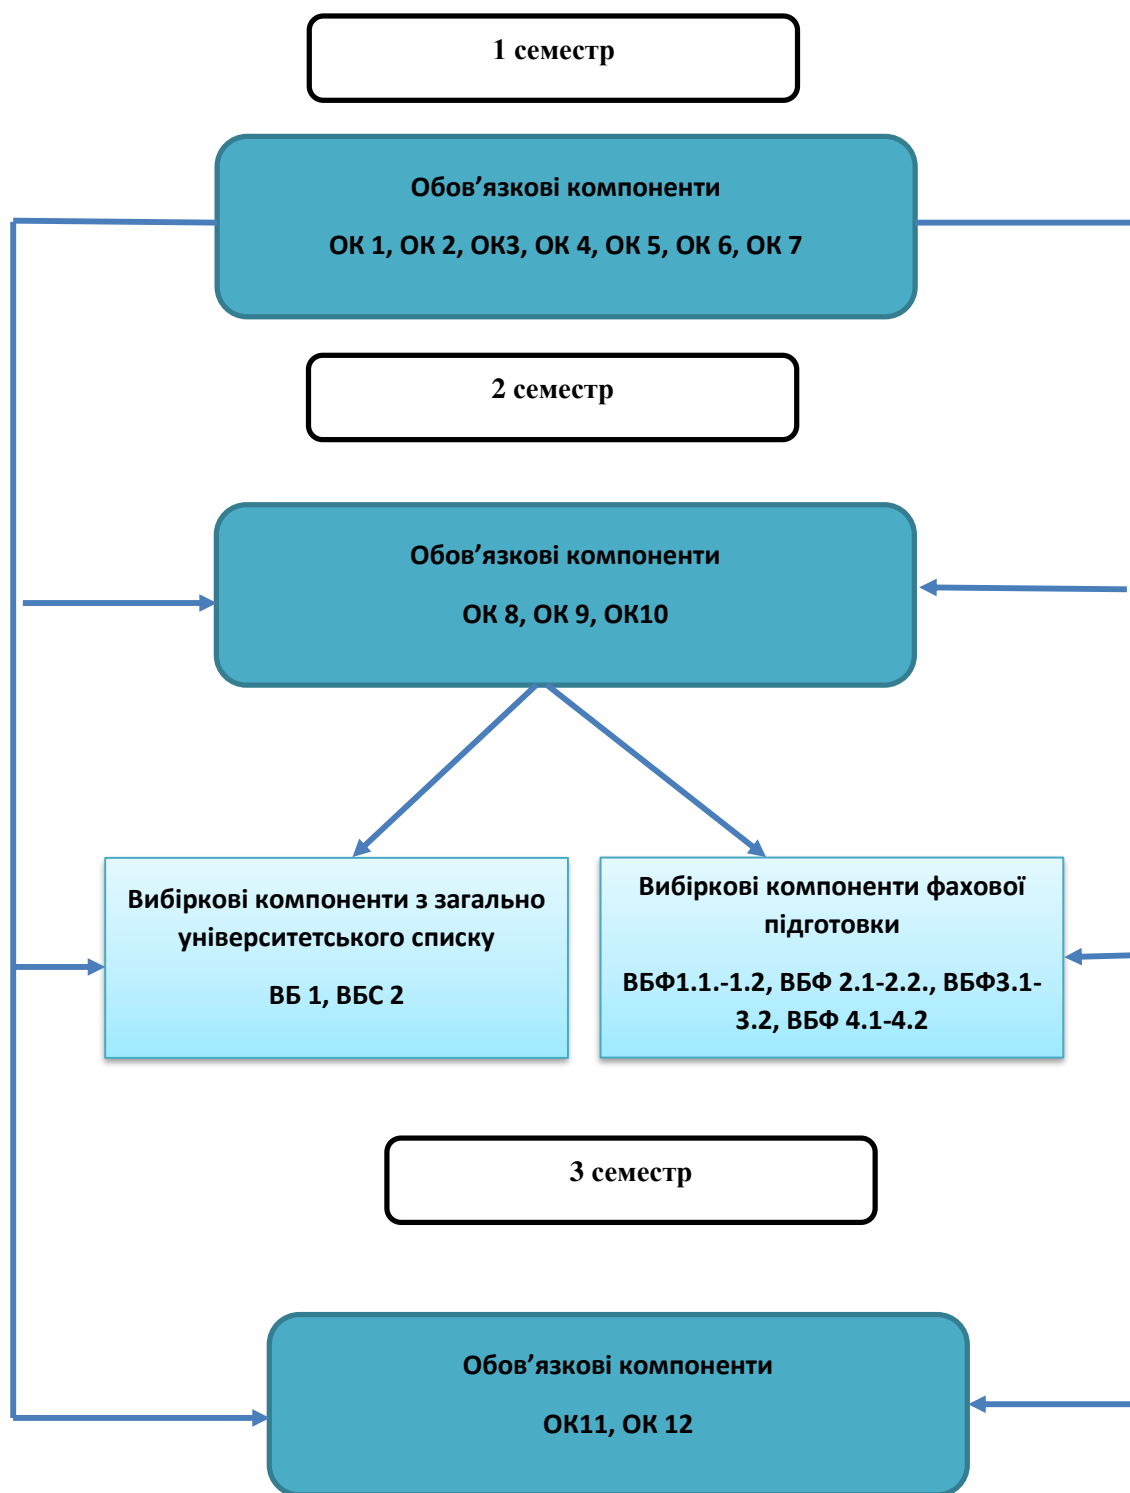 1 семестр
Обов’язкові компоненти
ОК 1, ОК 2, ОК3, ОК 4, ОК 5, ОК 6, ОК 7
2 семестр
Обов’язкові компоненти
ОК 8, ОК 9, ОК10
Вибіркові компоненти з загально
університетського списку
ВБ 1, ВБС 2
Вибіркові компоненти фахової
підготовки
ВБФ1.1.-1.2, ВБФ 2.1-2.2., ВБФ3.1-
3.2, ВБФ 4.1-4.2
3 семестр
Обов’язкові компоненти
ОК11, ОК 12